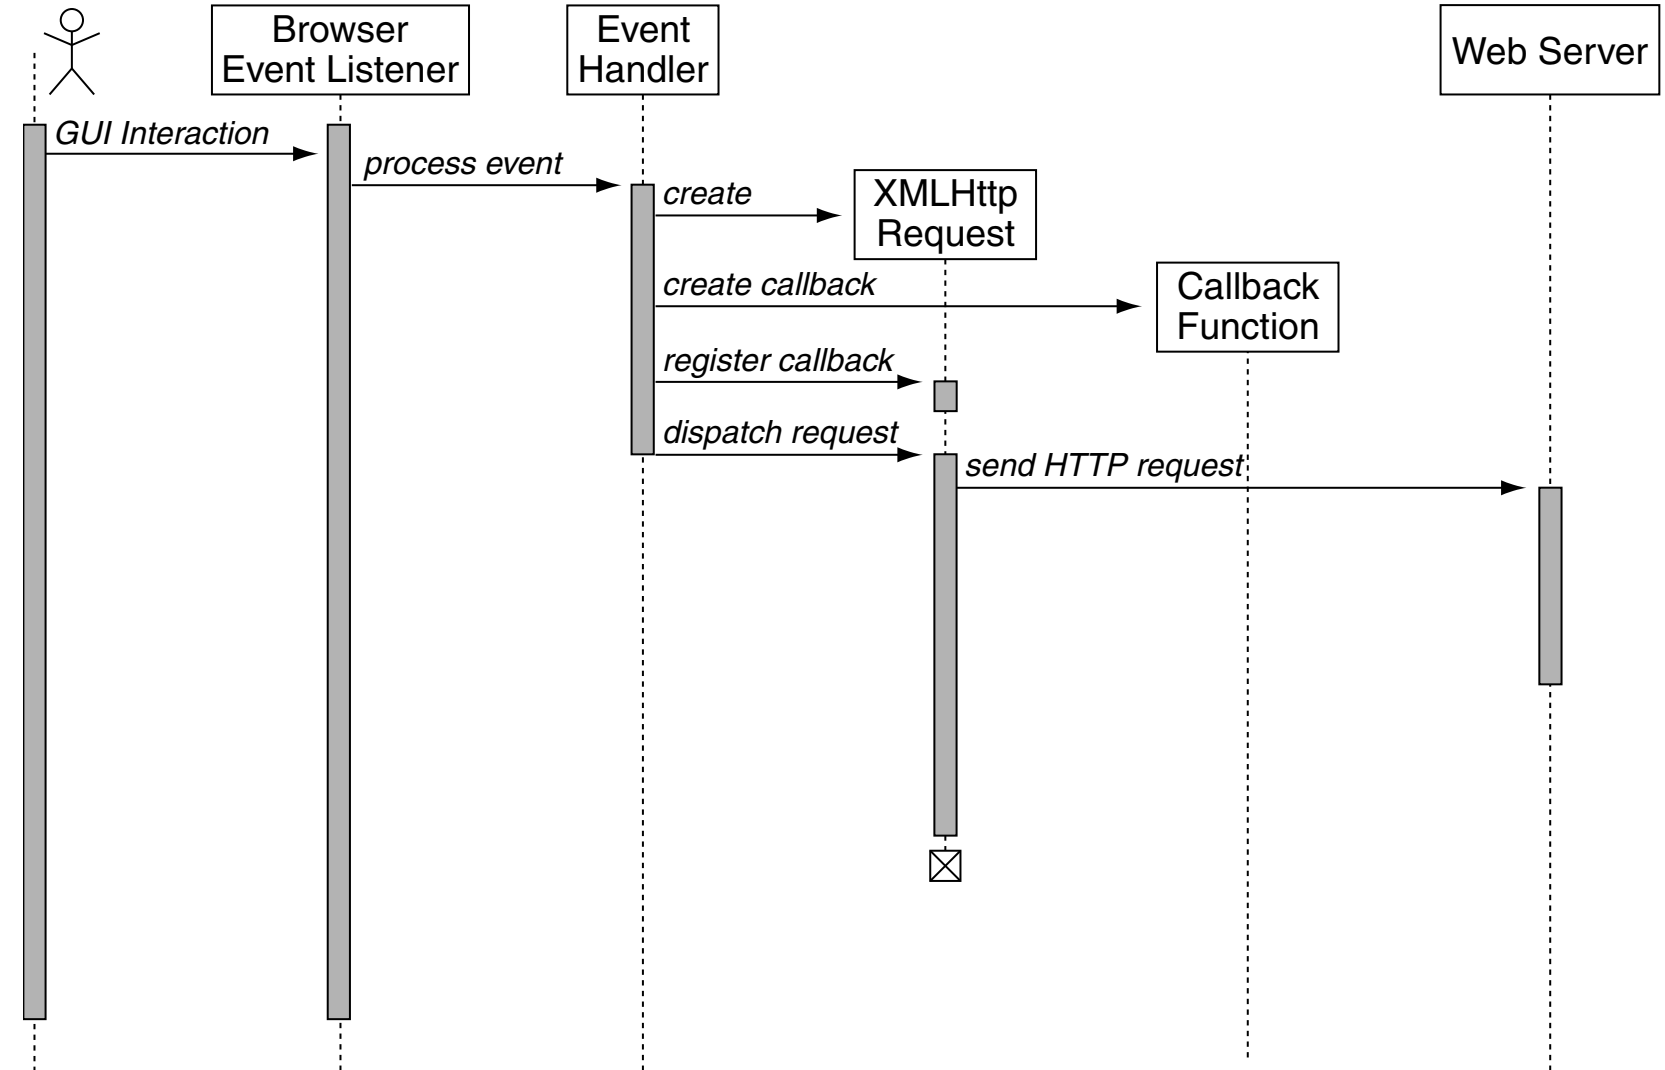 Browser
Event Listener
Event
Handler
Web Server
GUI Interaction
process event
create
XMLHttp
Request
create callback
Callback
Function
register callback
dispatch request
send HTTP request